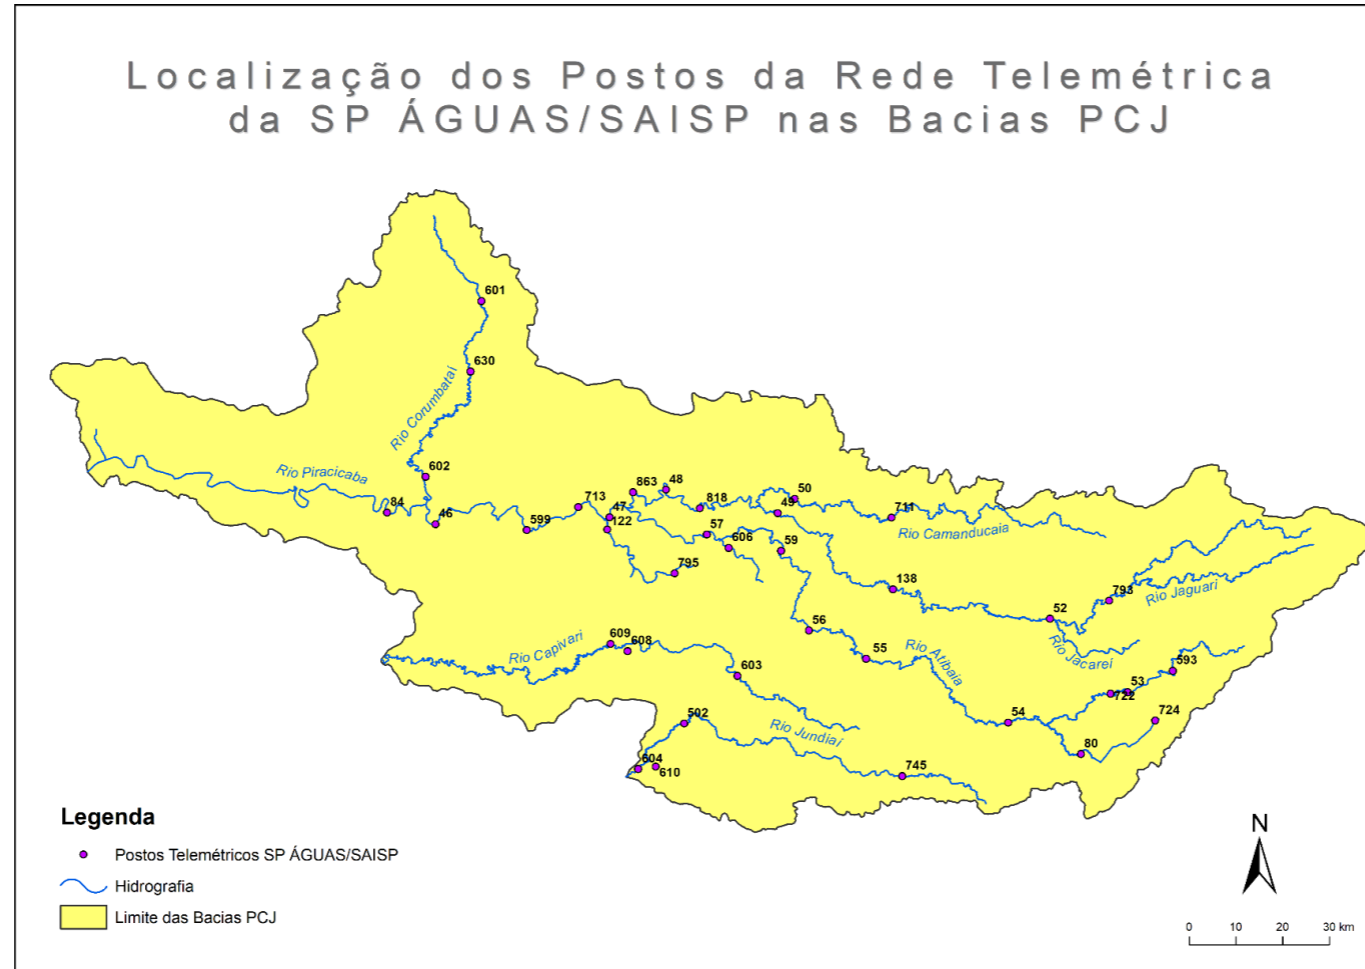 Localização dos Postos da Rede Telemétrica
da SP ÁGUAS/SAISP nas Bacias PCJ
601
630
Rio Corumbataí
Rio Piracicaba
602
84
46
599
713
47
122
863
48
818
50
49
711
Rio Camanducaia
57
606
59
795
138
52
793
Rio Jaguari
Rio Jacareí
56
55
Rio Atibaia
609
608
Rio Capivari
603
593
53
722
724
54
80
502
Rio Jundiaí
604
610
745
Legenda
Postos Telemétricos SP ÁGUAS/SAISP
Hidrografia
Limite das Bacias PCJ
N
0 10 20 30 km